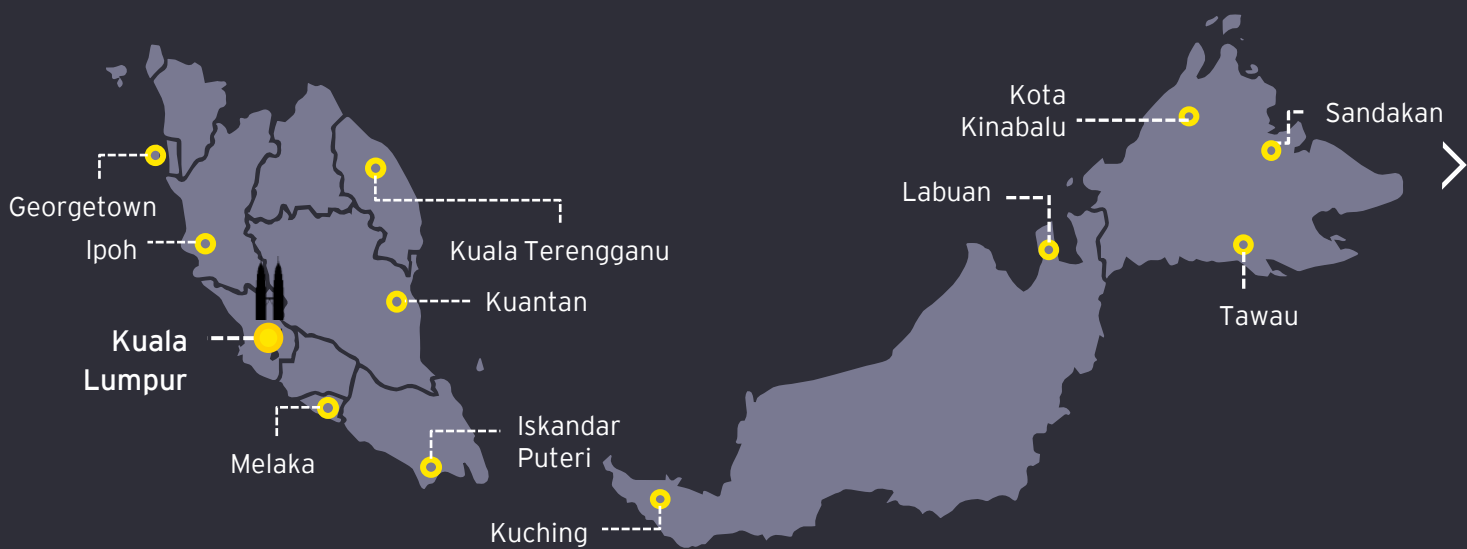 Georgetown
Ipoh
Kuala
Lumpur
Melaka
Kuala Terengganu
Kuantan
Iskandar
Puteri
Kuching
Kota
Kinabalu
Sandakan
Labuan
Tawau